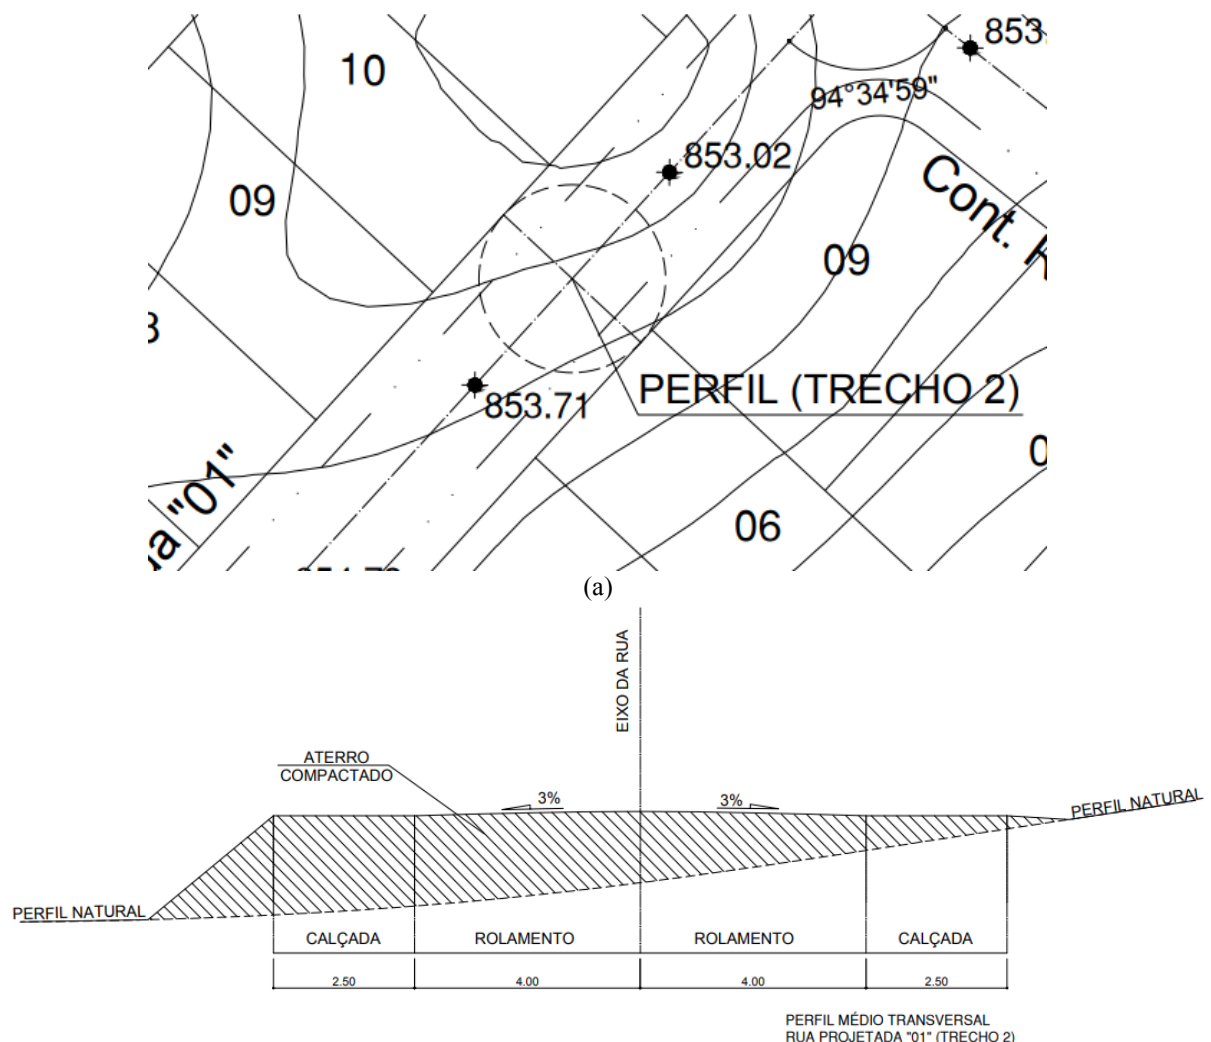 10
853.
94°34'59"
853.02
Cont.
09
09
853.71
PERFIL (TRECHO 2)
"01"
06
(a)
EIXO DA RUA
ATERRO
COMPACTADO
3%
3%
PERFIL NATURAL
PERFIL NATURAL
CALÇADA
ROLAMENTO
ROLAMENTO
CALÇADA
2.50
4.00
4.00
2.50
PERFIL MÉDIO TRANSVERSAL
RUA PROJETADA "01" (TRECHO 2)